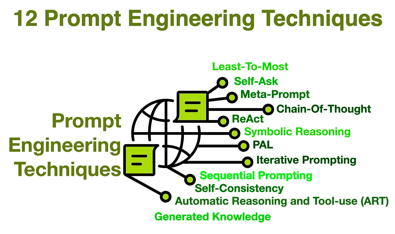 12 Prompt Engineering Techniques
Least-To-Most
Self-Ask
Meta-Prompt
Chain-Of-Thought
ReAct
Symbolic Reasoning
PAL
Iterative Prompting
Sequential Prompting
Self-Consistency
Automatic Reasoning and Tool-use (ART)
Generated Knowledge
Prompt
Engineering
Techniques